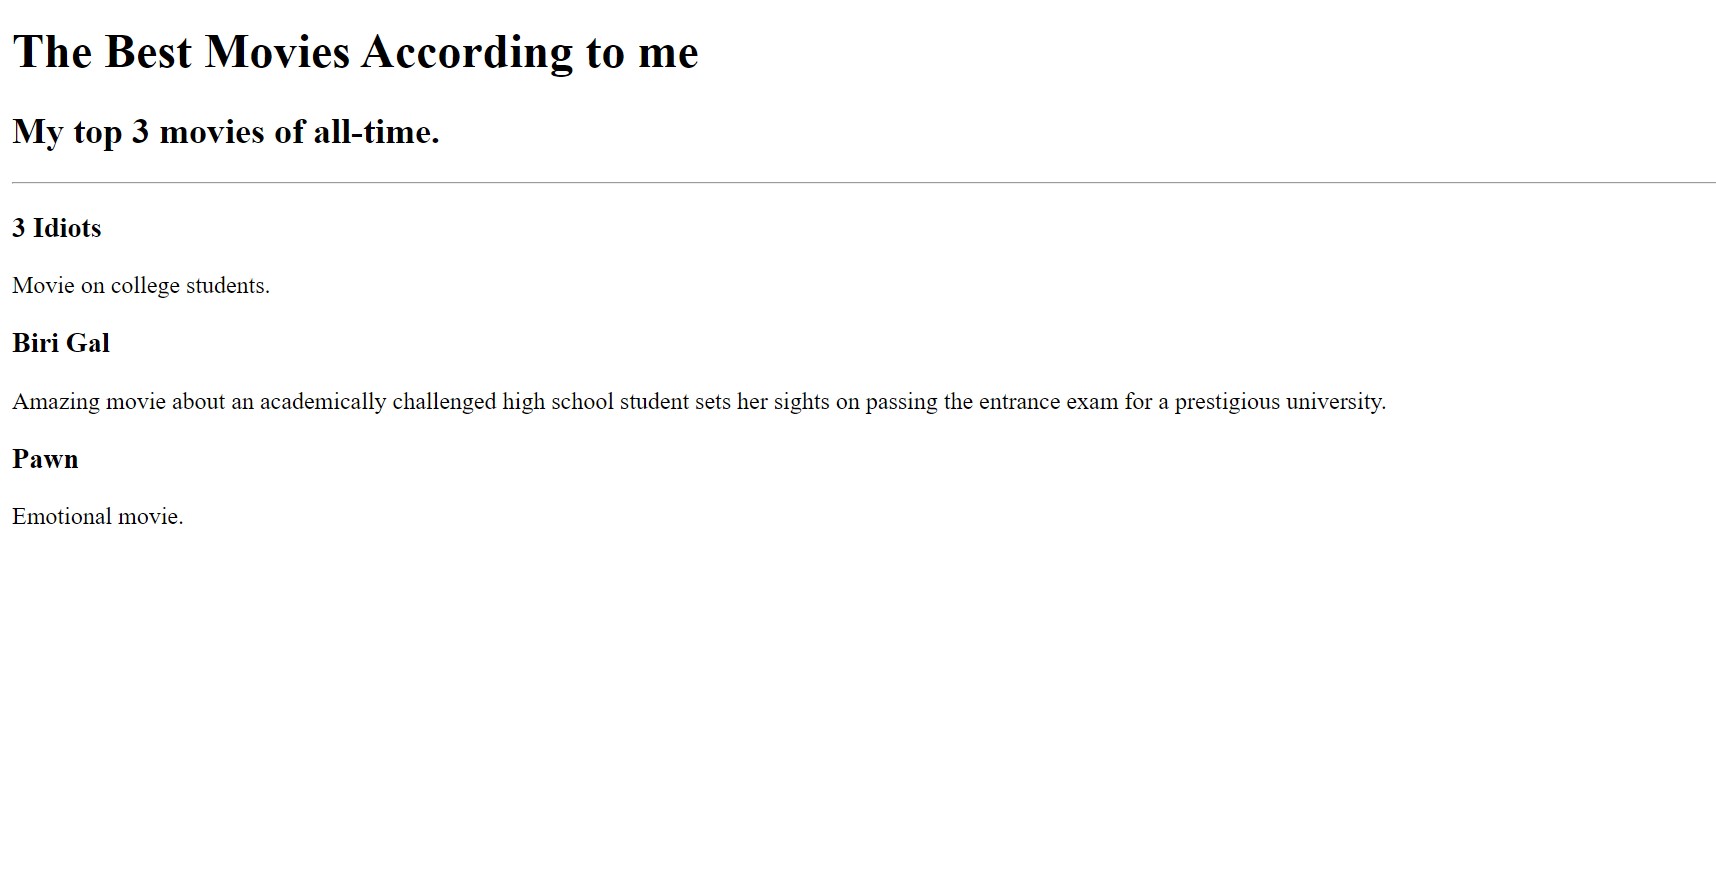 The Best Movies According to me
My top 3 movies of all-time.
3 Idiots
Movie on college students.
Biri Gal
Amazing movie about an academically challenged high school student sets her sights on passing the entrance exam for a prestigious university.
Pawn
Emotional movie.